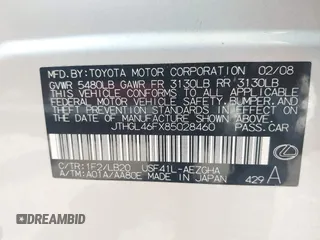 MFD. BY: TOYOTA MOTOR CORPORATION 02/08
GVWR 5480LB GAWR FR 3130LB RR 3130LB
THIS VEHICLE CONFORMS TO ALL APPLICABLE
FEDERAL MOTOR VEHICLE SAFETY, BUMPER,
AND THEFT PREVENTION STANDARDS IN EFFECT
ON THE DATE OF MANUFACTURE SHOWN ABOVE.
JTHGL46FX85028460 PASS. CAR
C/TR: 1F2/LB20 USF41L-AEZGHA
A/TM: A01A/AA80E MADE IN JAPAN 429 A
DREAMBID